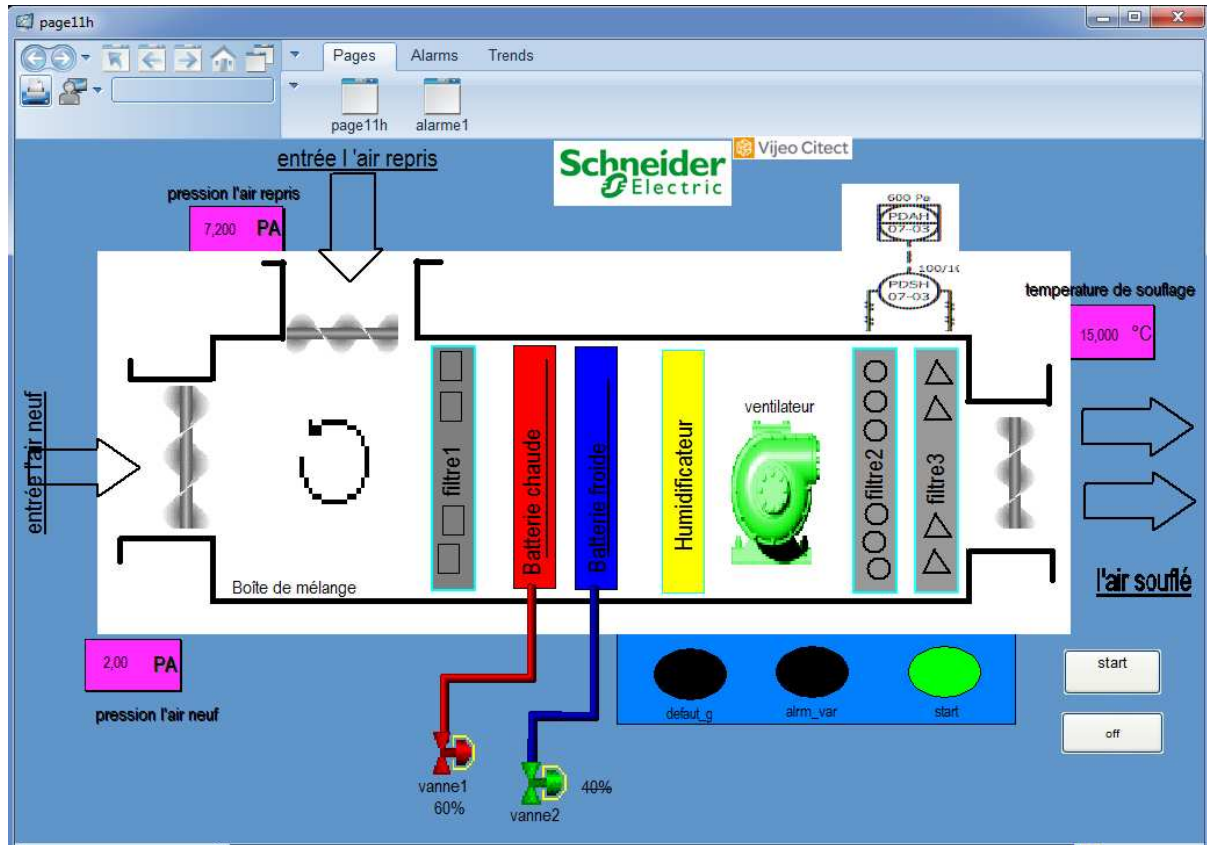 page11h
Pages Alarms Trends
page11h alarme1
entrée l 'air repris
Schneider
Electric
Vijeo Citect
pression l'air repris
7,200 PA
600 Pa
PDAH
07-03
100/10
PDSH
07-03
temperature de souflage
15,000 °C
entrée l'air neuf
filtre1
Batterie chaude
Batterie froide
Humidificateur
ventilateur
filtre2
filtre3
Boîte de mélange
l'air souflé
2,00 PA
pression l'air neuf
defaut_g
alrm_var
start
start
off
vanne1
60%
vanne2
40%